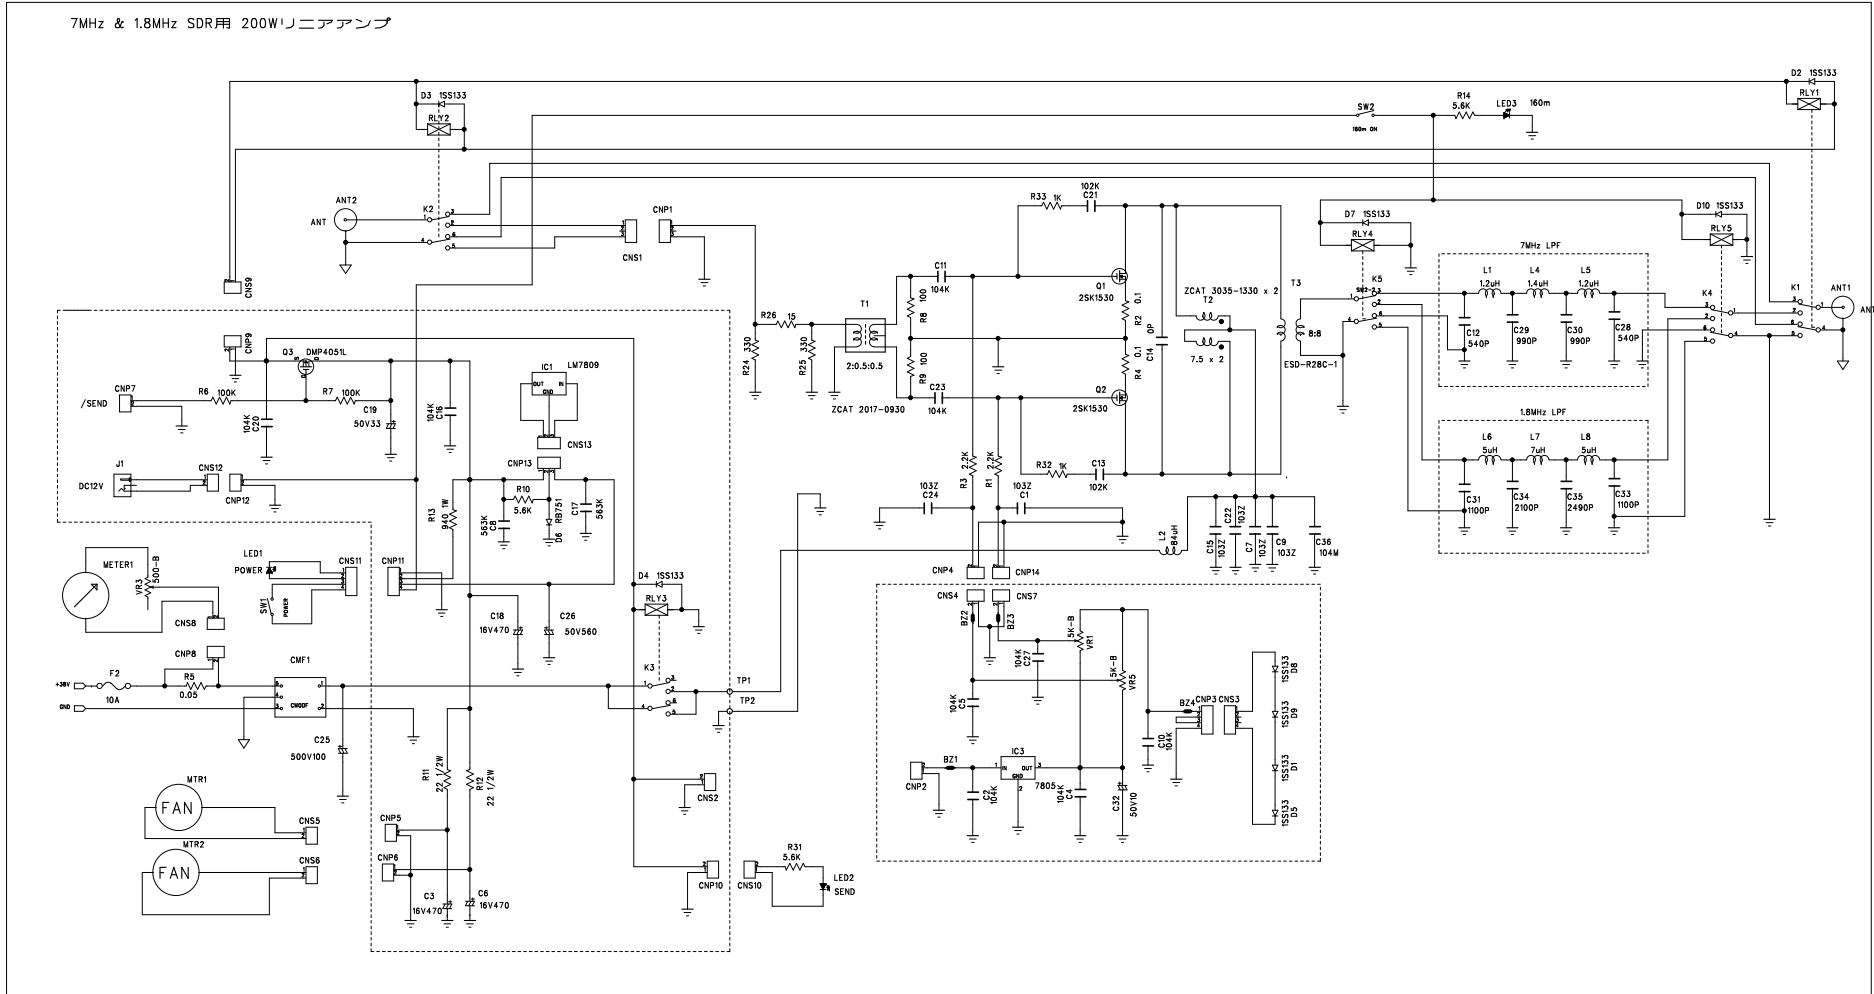 7MHz & 1.8MHz SDR用 200Wリニアアンプ
D3 1SS133
RLY2
D2 1SS133
RLY1
SW2
160m ON
R14
5.6K
LED3
160m
ANT2
ANT
K2
CNS1
CNP1
CNS9
R33 1K
102K
C21
C11
104K
Q1
2SK1530
R8 100
R9 100
R2 0.1
R4 0.1
C14 0P
ZCAT 3035-1330 x 2
T2
7.5 x 2
T3
8:8
ESD-R28C-1
D7 1SS133
RLY4
K5
SW2-2
D10 1SS133
RLY5
7MHz LPF
L1
1.2uH
L4
1.4uH
L5
1.2uH
C12
540P
C29
990P
C30
990P
C28
540P
K4
K1
ANT1
ANT
R26 15
R24 330
R25 330
T1
2:0.5:0.5
ZCAT 2017-0930
C23
104K
Q2
2SK1530
R32 1K
C13
102K
R3 2.2K
R1 2.2K
103Z
C24
103Z
C1
1.8MHz LPF
L6
5uH
L7
7uH
L8
5uH
C31
1100P
C34
2100P
C35
2490P
C33
1100P
CNP9
Q3 DMP4051L
S
D
G
CNP7
/SEND
R6 100K
R7 100K
C20 104K
C19
50V33
C16 104K
IC1
LM7809
OUT
IN
GND
CNS13
CNP13
J1
DC12V
CNS12
CNP12
R13 940 1W
C8 563K
R10
5.6K
D6 RB751
C17 563K
L2 84uH
C15 103Z
C22 103Z
C7 103Z
C9 103Z
C36
104M
METER1
VR3 500-B
LED1
POWER
SW1
POWER
CNS11
CNP11
CNS8
CNP8
C18
16V470
C26
50V560
D4 1SS133
RLY3
K3
TP1
TP2
CNP4
CNP14
CNS4
CNS7
BZ2
BZ3
C27 104K
5K-B VR1
5K-B VR5
C5 104K
+38V
GND
F2
10A
R5
0.05
CMF1
CMODF
C25
500V100
R11 22 1/2W
R12 22 1/2W
CNP2
BZ1
C2 104K
IC3
IN
OUT
GND
7805
C4 104K
C32 50V10
C10 104K
BZ4
CNP3
CNS3
1SS133 D8
1SS133 D9
1SS133 D1
1SS133 D5
MTR1
FAN
CNS5
MTR2
FAN
CNS6
CNP5
CNP6
C3
16V470
C6
16V470
CNS2
CNP10
CNS10
R31
5.6K
LED2
SEND